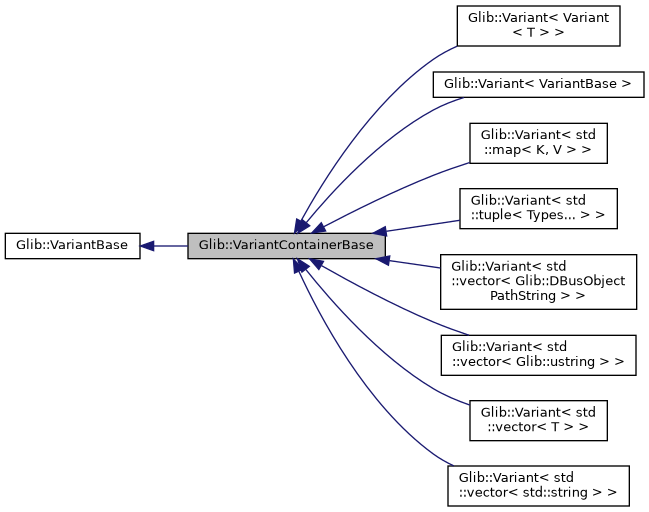 Glib::VariantBase
Glib::VariantContainerBase
Glib::Variant< Variant
< T > >
Glib::Variant< VariantBase >
Glib::Variant< std
::map< K, V > >
Glib::Variant< std
::tuple< Types... > >
Glib::Variant< std
::vector< Glib::DBusObject
PathString > >
Glib::Variant< std
::vector< Glib::ustring > >
Glib::Variant< std
::vector< T > >
Glib::Variant< std
::vector< std::string > >